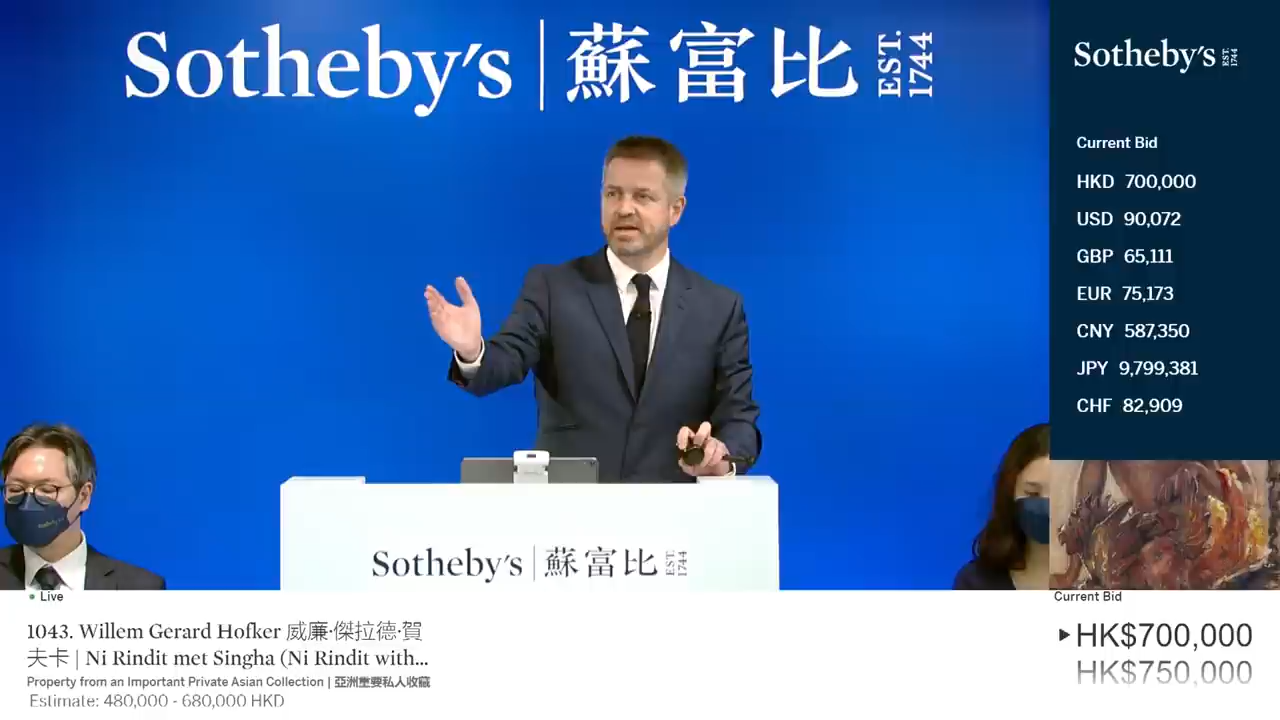 Sotheby's | 蘇富比 EST. 1744
Sotheby's EST. 1744
Current Bid
HKD 700,000
USD 90,072
GBP 65,111
EUR 75,173
CNY 587,350
JPY 9,799,381
CHF 82,909
Sotheby's | 蘇富比 EST. 1744
Live
1043. Willem Gerard Hofker 威廉·傑拉德·賀
夫卡 | Ni Rindit met Singha (Ni Rindit with...
Property from an Important Private Asian Collection | 亞洲重要私人收藏
Estimate: 480,000 - 680,000 HKD
Current Bid
HK$700,000
HK$750,000